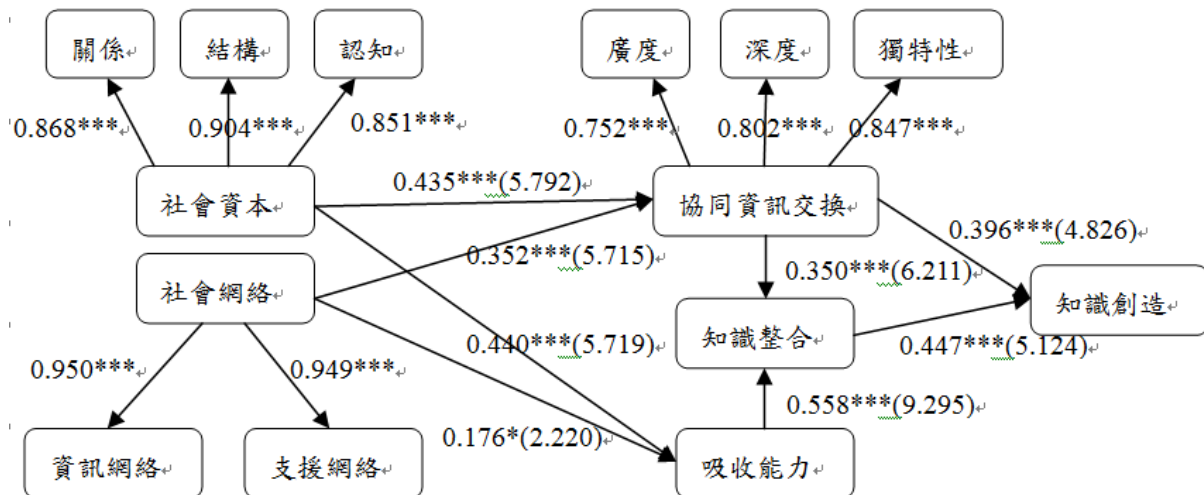 關係
結構
認知
廣度
深度
獨特性
0.868***
0.904***
0.851***
0.752***
0.802***
0.847***
社會資本
0.435***(5.792)
協同資訊交換
0.396***(4.826)
0.352***(5.715)
社會網絡
0.350***(6.211)
知識創造
知識整合
0.440***(5.719)
0.447***(5.124)
0.950***
0.949***
0.558***(9.295)
0.176*(2.220)
資訊網絡
支援網絡
吸收能力